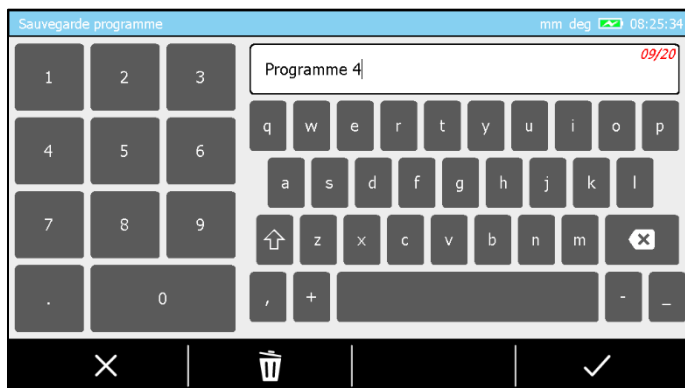 Sauvegarde programme mm deg 08:25:34
1 2 3
Programme 4
09/20
q w e r t y u i o p
4 5 6
a s d f g h j k l
7 8 9
z x c v b n m
. 0
, + - _